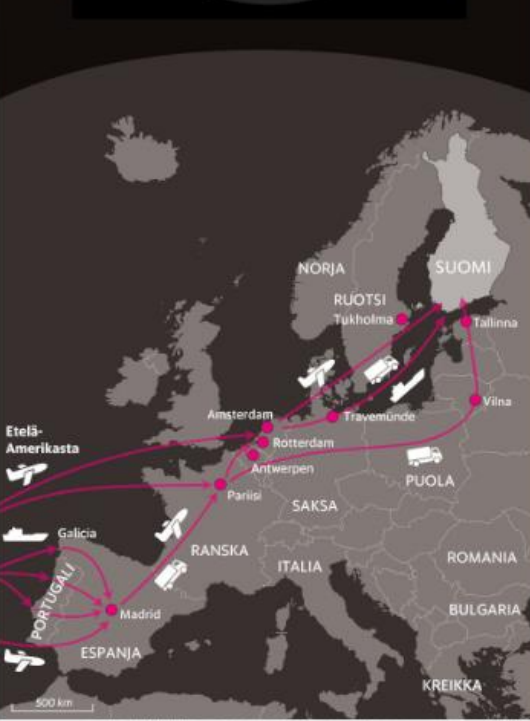 NORJA
SUOMI
RUOTSI
Tukholma
Tallinna
Vilna
Amsterdam
Travemünde
Etelä-
Amerikasta
Rotterdam
Antwerpen
PUOLA
Pariisi
SAKSA
Galicia
RANSKA
ITALIA
ROMANIA
PORTUGALI
Madrid
BULGARIA
ESPANJA
KREIKKA
500 km